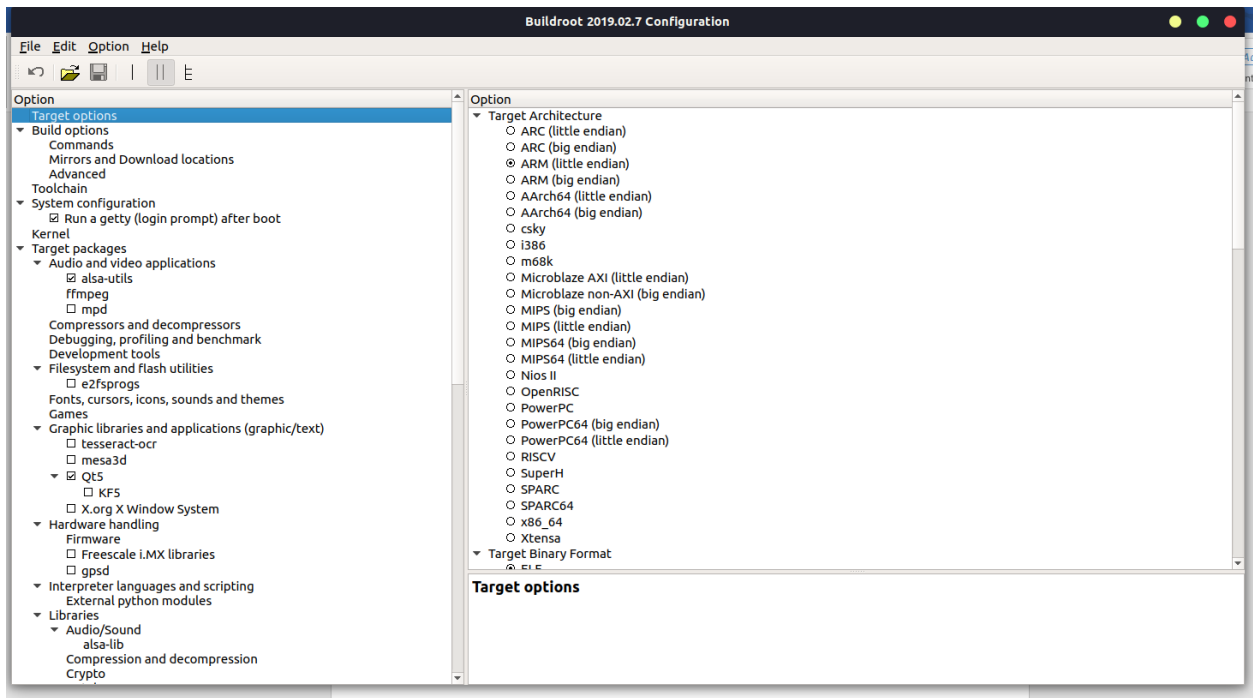 Buildroot 2019.02.7 Configuration
File Edit Option Help
Option
Target options
Build options
Commands
Mirrors and Download locations
Advanced
Toolchain
System configuration
Run a getty (login prompt) after boot
Kernel
Target packages
Audio and video applications
alsa-utils
ffmpeg
mpd
Compressors and decompressors
Debugging, profiling and benchmark
Development tools
Filesystem and flash utilities
e2fsprogs
Fonts, cursors, icons, sounds and themes
Games
Graphic libraries and applications (graphic/text)
tesseract-ocr
mesa3d
Qt5
KF5
X.org X Window System
Hardware handling
Firmware
Freescale i.MX libraries
gpsd
Interpreter languages and scripting
External python modules
Libraries
Audio/Sound
alsa-lib
Compression and decompression
Crypto
Option
Target Architecture
ARC (little endian)
ARC (big endian)
ARM (little endian)
ARM (big endian)
AArch64 (little endian)
AArch64 (big endian)
csky
i386
m68k
Microblaze AXI (little endian)
Microblaze non-AXI (big endian)
MIPS (big endian)
MIPS (little endian)
MIPS64 (big endian)
MIPS64 (little endian)
Nios II
OpenRISC
PowerPC
PowerPC64 (big endian)
PowerPC64 (little endian)
RISCV
SuperH
SPARC
SPARC64
x86_64
Xtensa
Target Binary Format
ELF
Target options